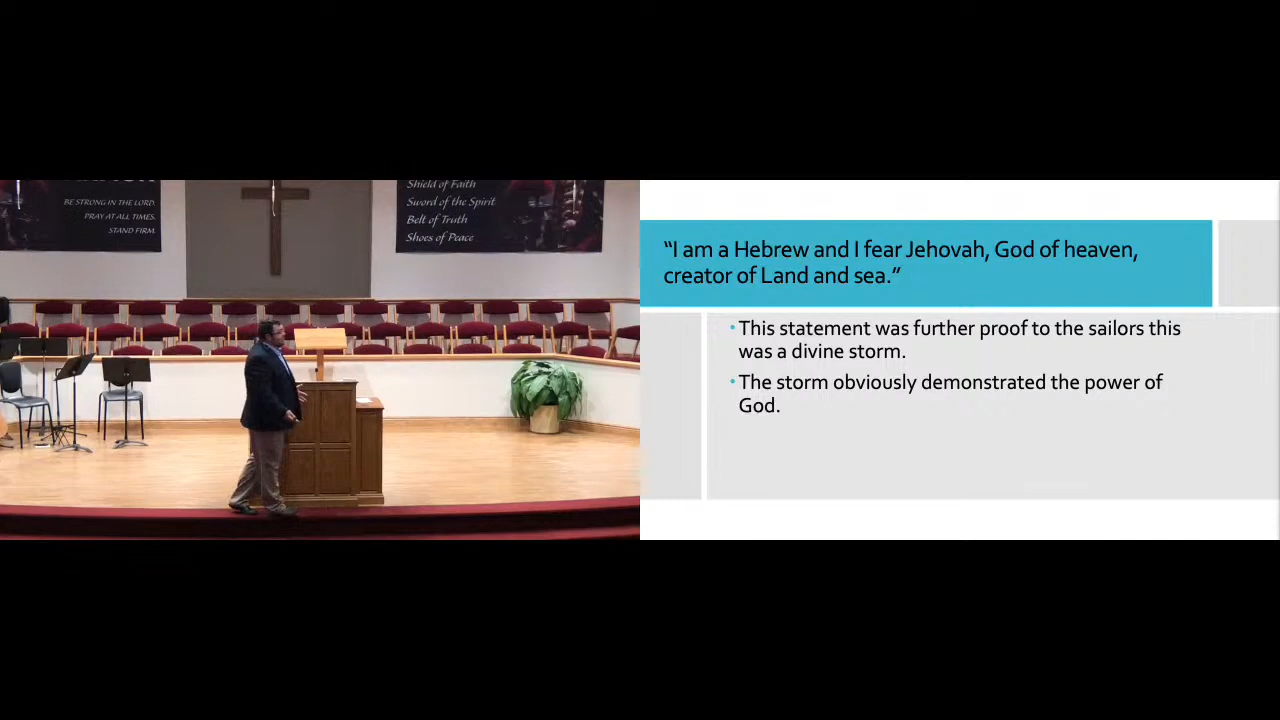 BE STRONG IN THE LORD.
PRAY AT ALL TIMES.
STAND FIRM.
Shield of Faith
Sword of the Spirit
Belt of Truth
Shoes of Peace
“I am a Hebrew and I fear Jehovah, God of heaven,
creator of Land and sea.”
•This statement was further proof to the sailors this
was a divine storm.
•The storm obviously demonstrated the power of
God.